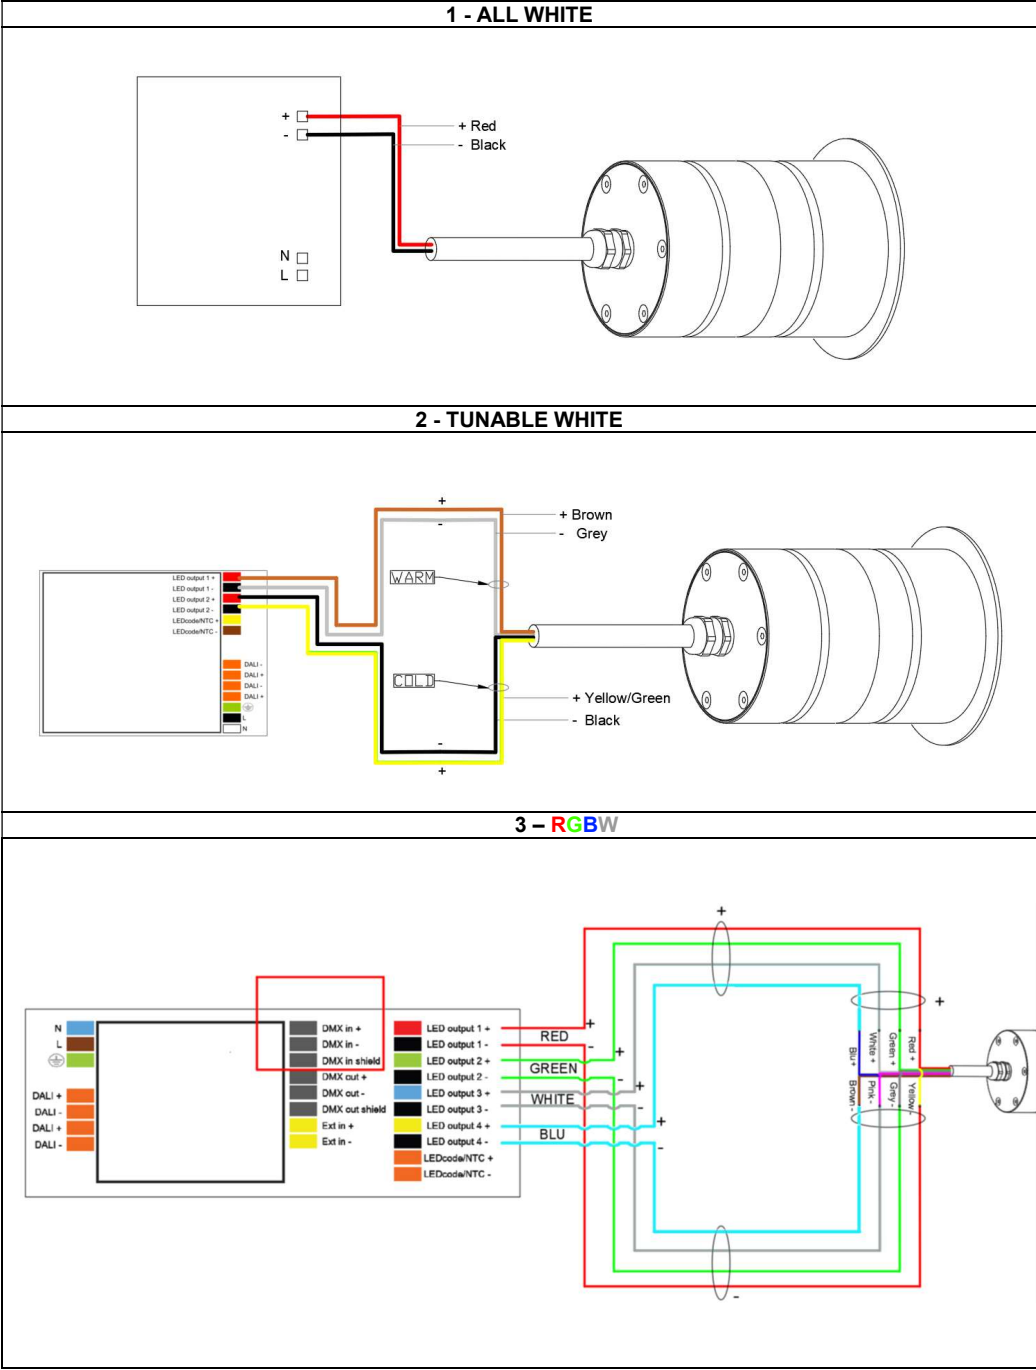 1 - ALL WHITE
+
-
+ Red
- Black
N
L
2 - TUNABLE WHITE
+
-
+ Brown
- Grey
WARM
LED output 1 +
LED output 1 -
LED output 2 +
LED output 2 -
LEDcode/NTC +
LEDcode/NTC -
DALI -
DALI +
DALI -
DALI +
L
N
COLD
+ Yellow/Green
- Black
-
+
3 – RGBW
+
+
N
L
DALI +
DALI -
DALI +
DALI -
DMX in +
DMX in -
DMX in shield
DMX out +
DMX out -
DMX out shield
Ext in +
Ext in -
LED output 1 +
LED output 1 -
LED output 2 +
LED output 2 -
LED output 3 +
LED output 3 -
LED output 4 +
LED output 4 -
LEDcode/NTC +
LEDcode/NTC -
+
RED
-
+
GREEN
-
+
WHITE
-
+
BLU
-
Blu+
White +
Green +
Red +
Brown -
Pink -
Grey -
Yellow -
-